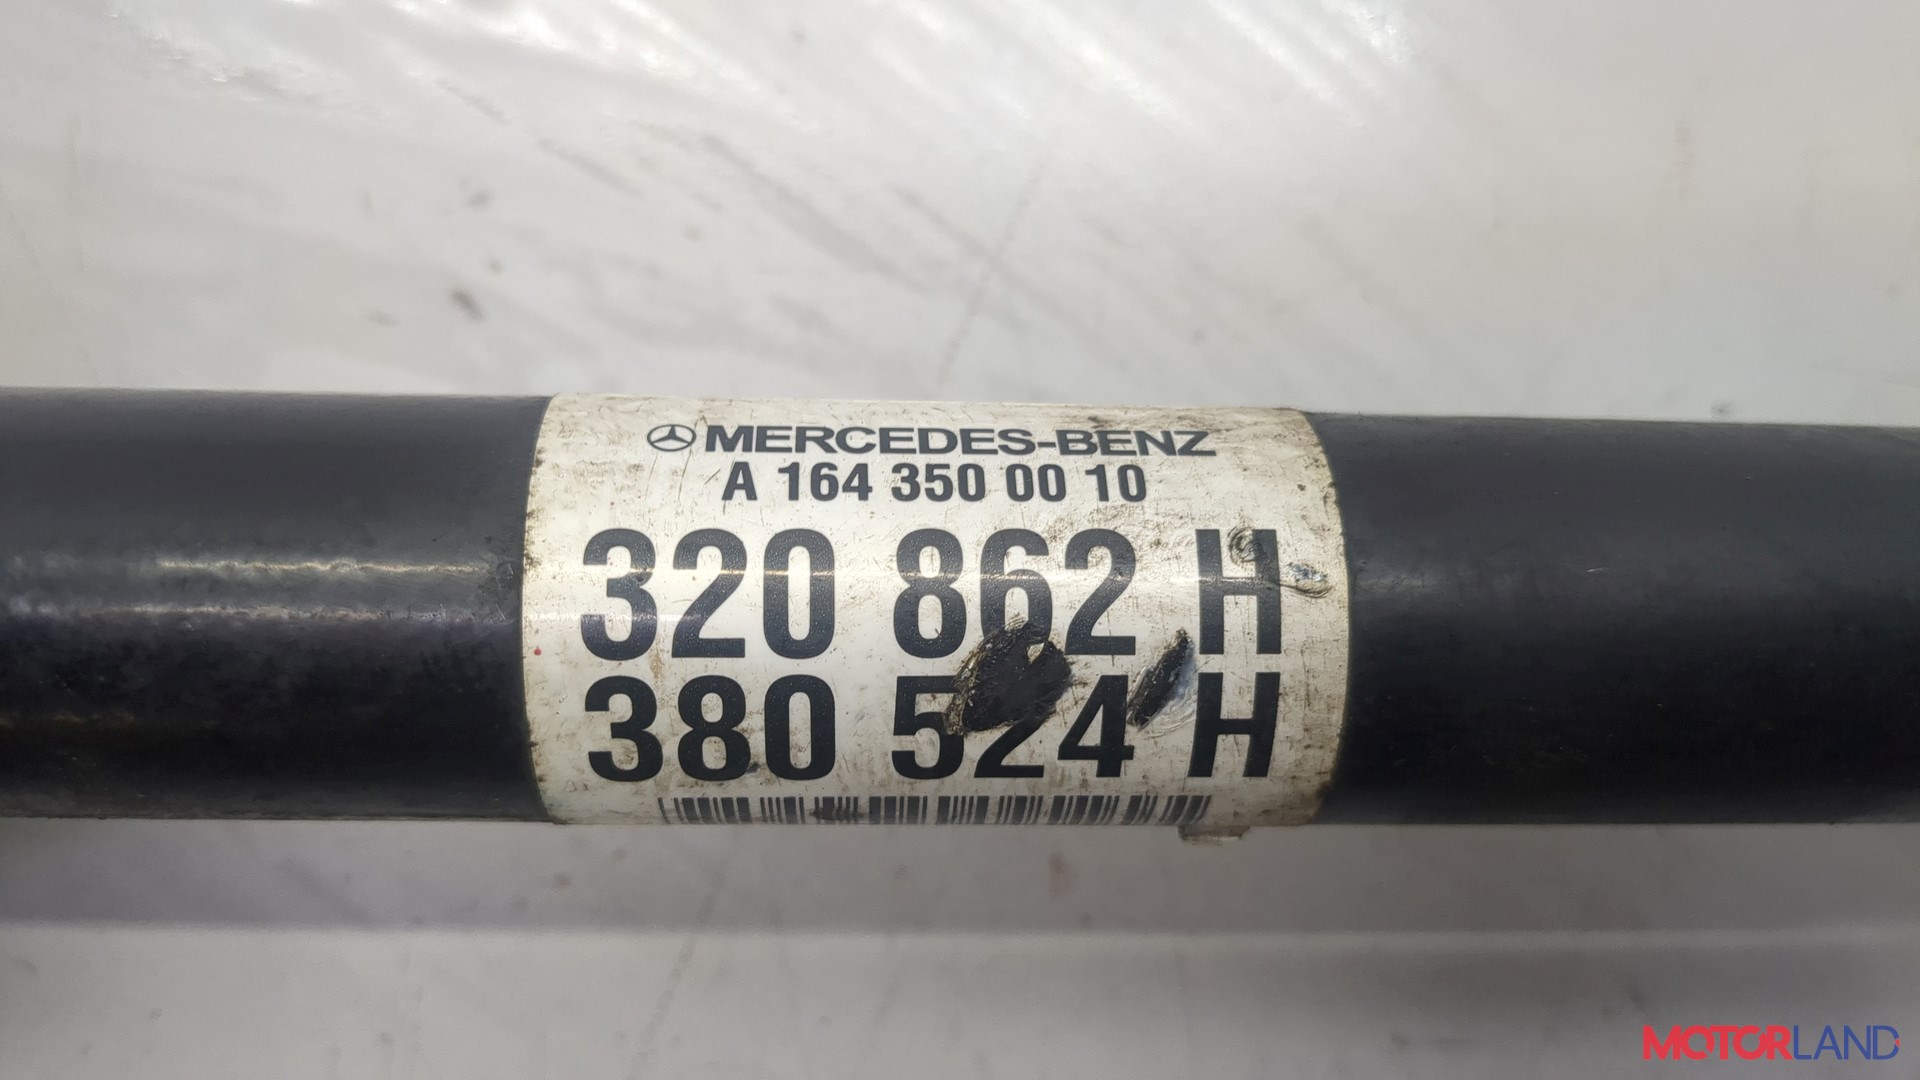 MERCEDES-BENZ
A 164 350 00 10
320 862 H
380 524 H
MOTORLAND